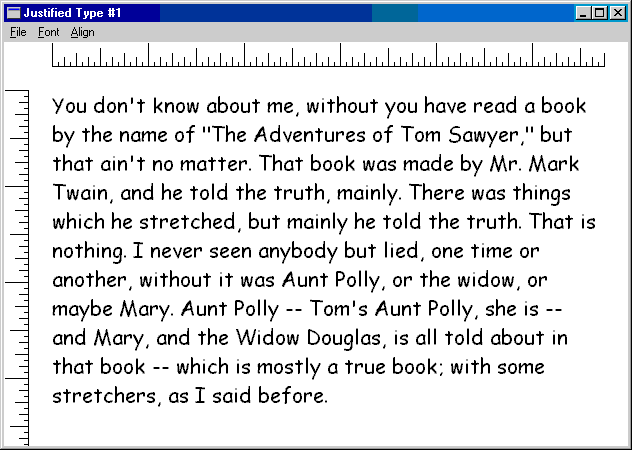 Justified Type #1
File Font Align
You don't know about me, without you have read a book
by the name of "The Adventures of Tom Sawyer," but
that ain't no matter. That book was made by Mr. Mark
Twain, and he told the truth, mainly. There was things
which he stretched, but mainly he told the truth. That is
nothing. I never seen anybody but lied, one time or
another, without it was Aunt Polly, or the widow, or
maybe Mary. Aunt Polly -- Tom's Aunt Polly, she is --
and Mary, and the Widow Douglas, is all told about in
that book -- which is mostly a true book; with some
stretchers, as I said before.